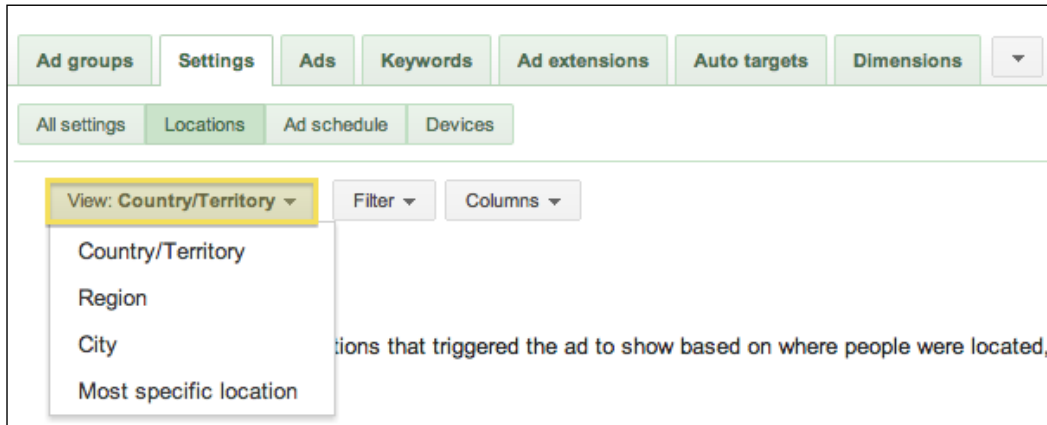 Ad groups Settings Ads Keywords Ad extensions Auto targets Dimensions
All settings Locations Ad schedule Devices
View: Country/Territory Filter Columns
Country/Territory
Region
City
tions that triggered the ad to show based on where people were located,
Most specific location